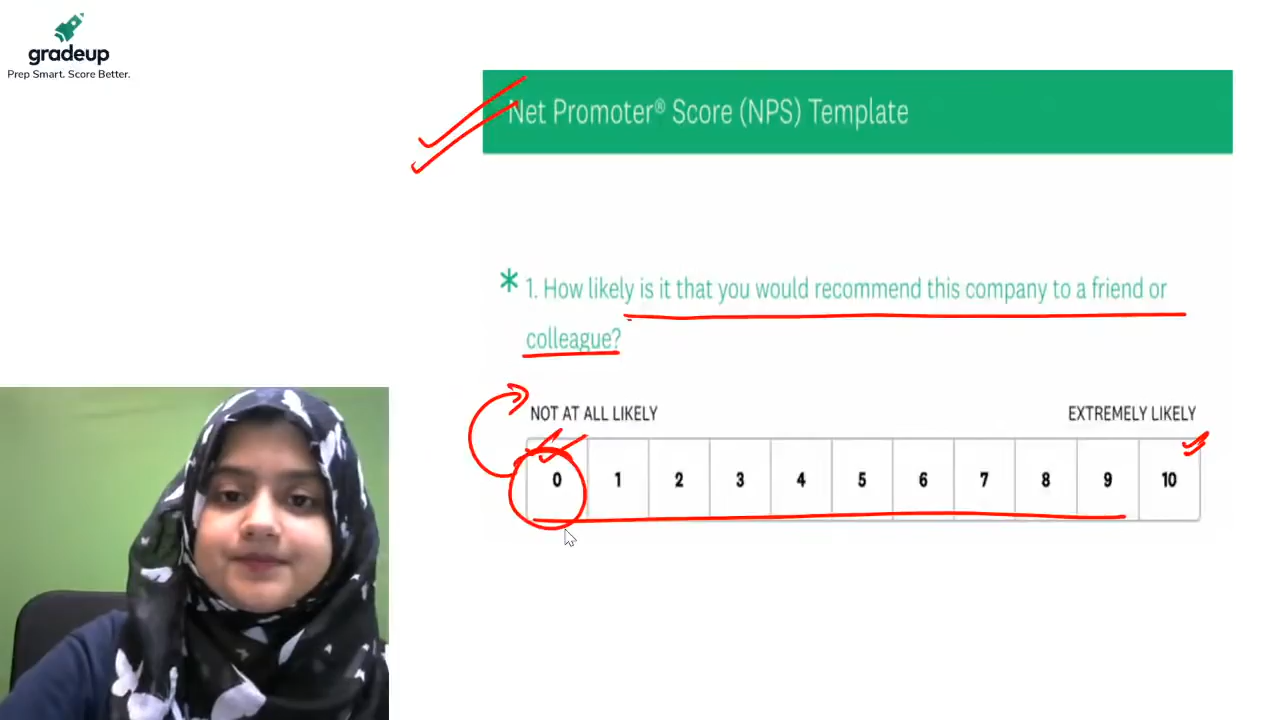 gradeup
Prep Smart. Score Better.
Net Promoter® Score (NPS) Template
* 1. How likely is it that you would recommend this company to a friend or
colleague?
NOT AT ALL LIKELY EXTREMELY LIKELY
0 1 2 3 4 5 6 7 8 9 10